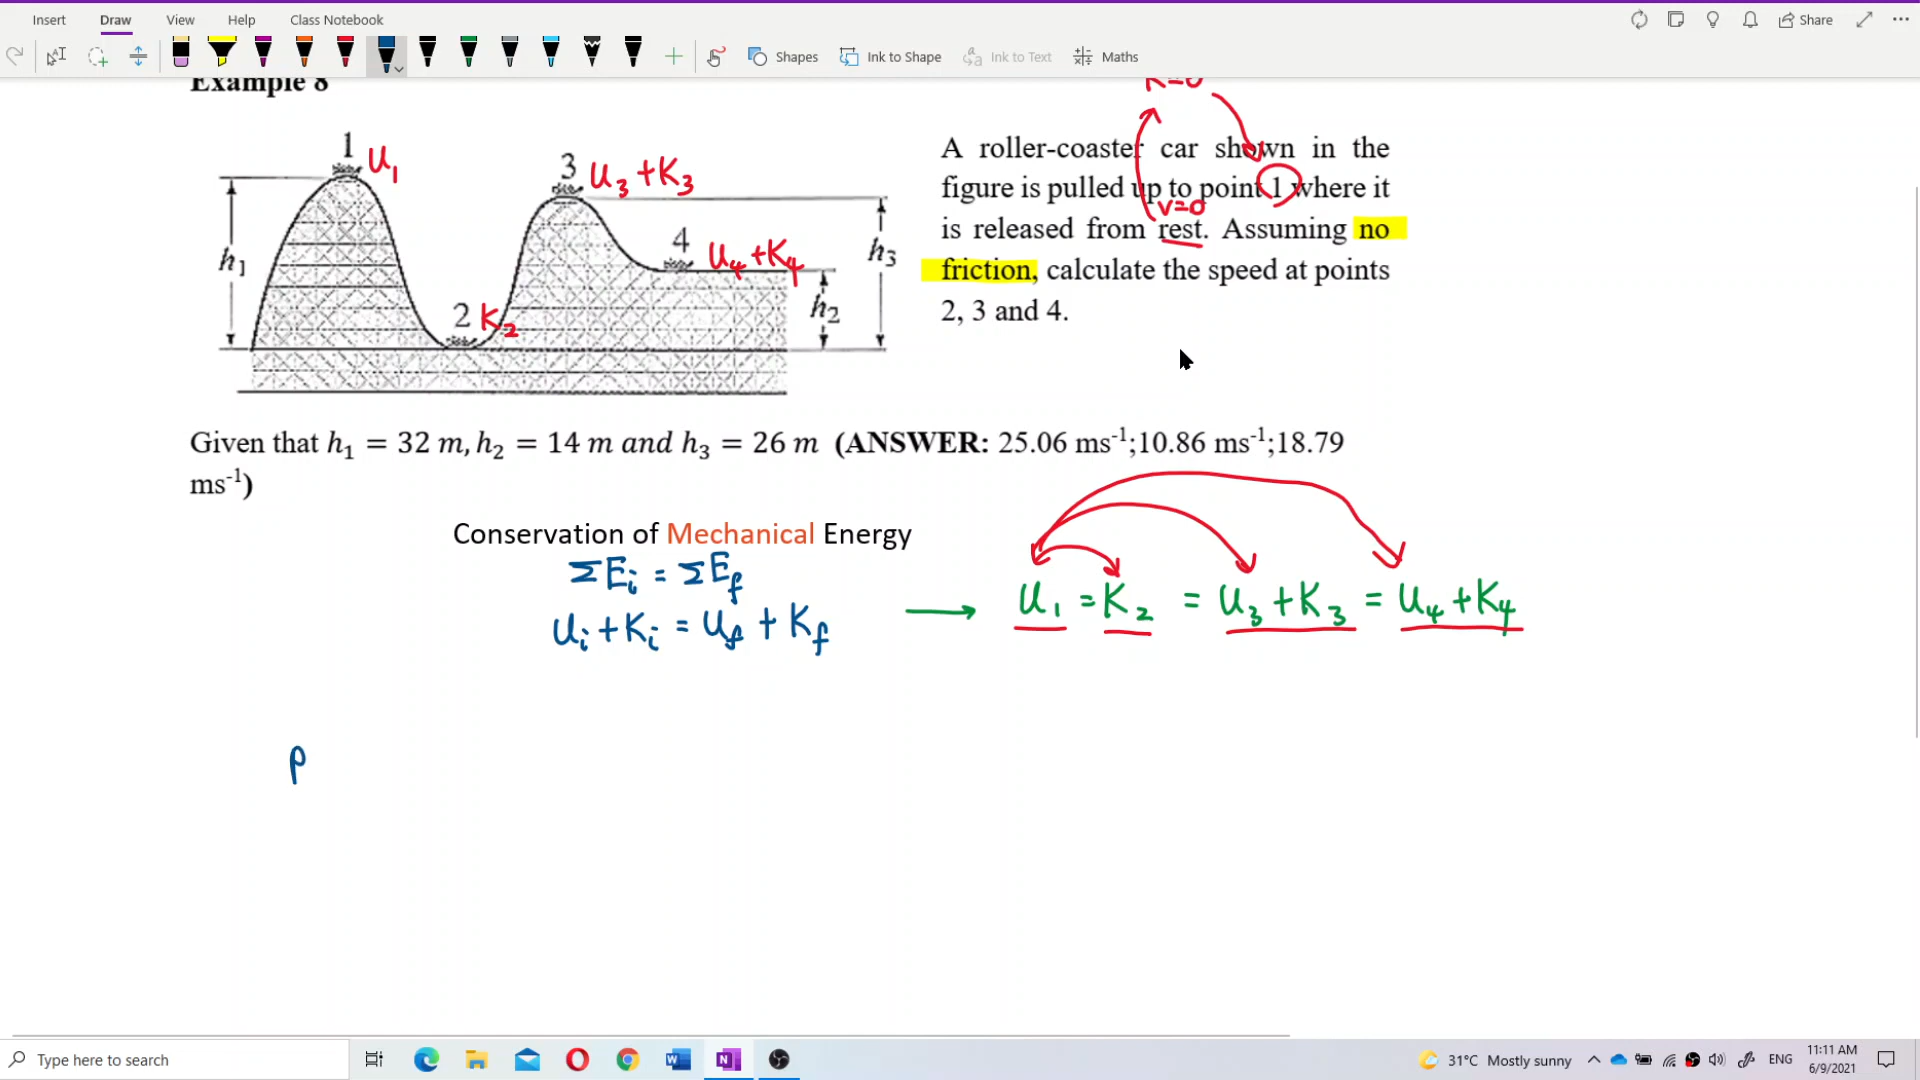 Insert Draw View Help Class Notebook Share
Shapes Ink to Shape Ink to Text Maths
Example 8
K=0
1 U₁
3 U₃ + K₃
4 U₄ + K₄
2 K₂
h₁
h₂
h₃
A roller-coaster car shown in the
figure is pulled up to point 1 where it
v=0
is released from rest. Assuming no
friction, calculate the speed at points
2, 3 and 4.
Given that h₁ = 32 m, h₂ = 14 m and h₃ = 26 m (ANSWER: 25.06 ms⁻¹;10.86 ms⁻¹;18.79
ms⁻¹)
Conservation of Mechanical Energy
ΣEᵢ = ΣE_f
Uᵢ + Kᵢ = U_f + K_f
U₁ = K₂ = U₃ + K₃ = U₄ + K₄
P
Type here to search
31°C Mostly sunny ENG
11:11 AM
6/9/2021